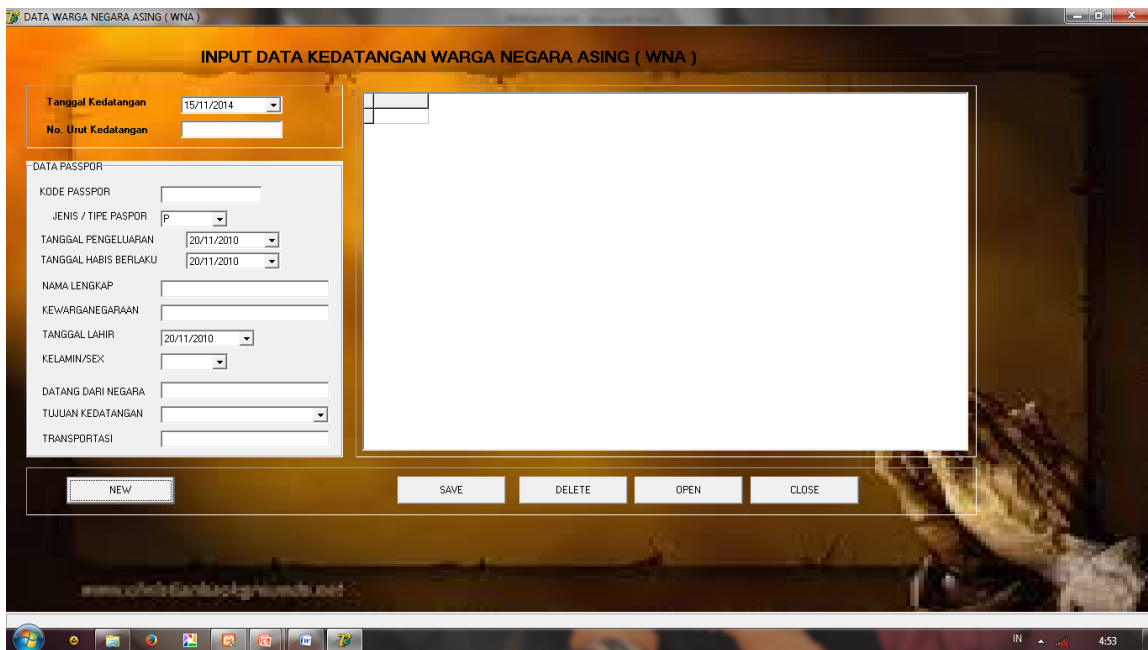 DATA WARGA NEGARA ASING ( WNA )
INPUT DATA KEDATANGAN WARGA NEGARA ASING ( WNA )
Tanggal Kedatangan 15/11/2014
No. Urut Kedatangan
DATA PASSPOR
KODE PASSPOR
JENIS / TIPE PASPOR P
TANGGAL PENGELUARAN 20/11/2010
TANGGAL HABIS BERLAKU 20/11/2010
NAMA LENGKAP
KEWARGANEGARAAN
TANGGAL LAHIR 20/11/2010
KELAMIN/SEX
DATANG DARI NEGARA
TUJUAN KEDATANGAN
TRANSPORTASI
NEW SAVE DELETE OPEN CLOSE
www.christianbackgrounds.net
IN 4:53